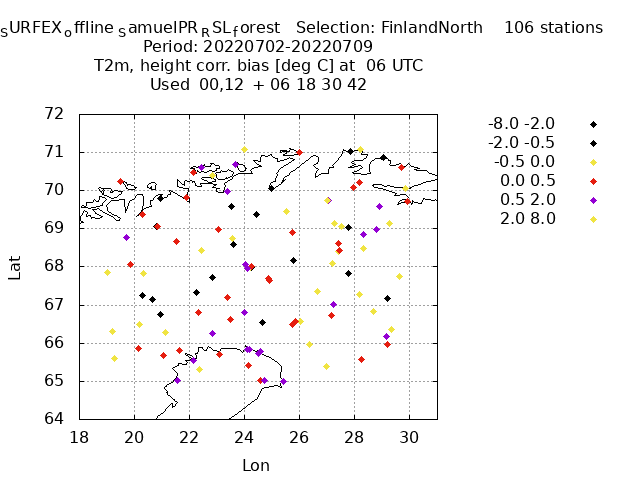 SURFEXoffline SamuelPRRSLforest Selection: FinlandNorth 106 stations
Period: 20220702-20220709
T2m, height corr. bias [deg C] at 06 UTC
Used 00,12 + 06 18 30 42
72
71
70
69
68
67
66
65
64
Lat
18 20 22 24 26 28 30
Lon
-8.0 -2.0
-2.0 -0.5
-0.5 0.0
0.0 0.5
0.5 2.0
2.0 8.0